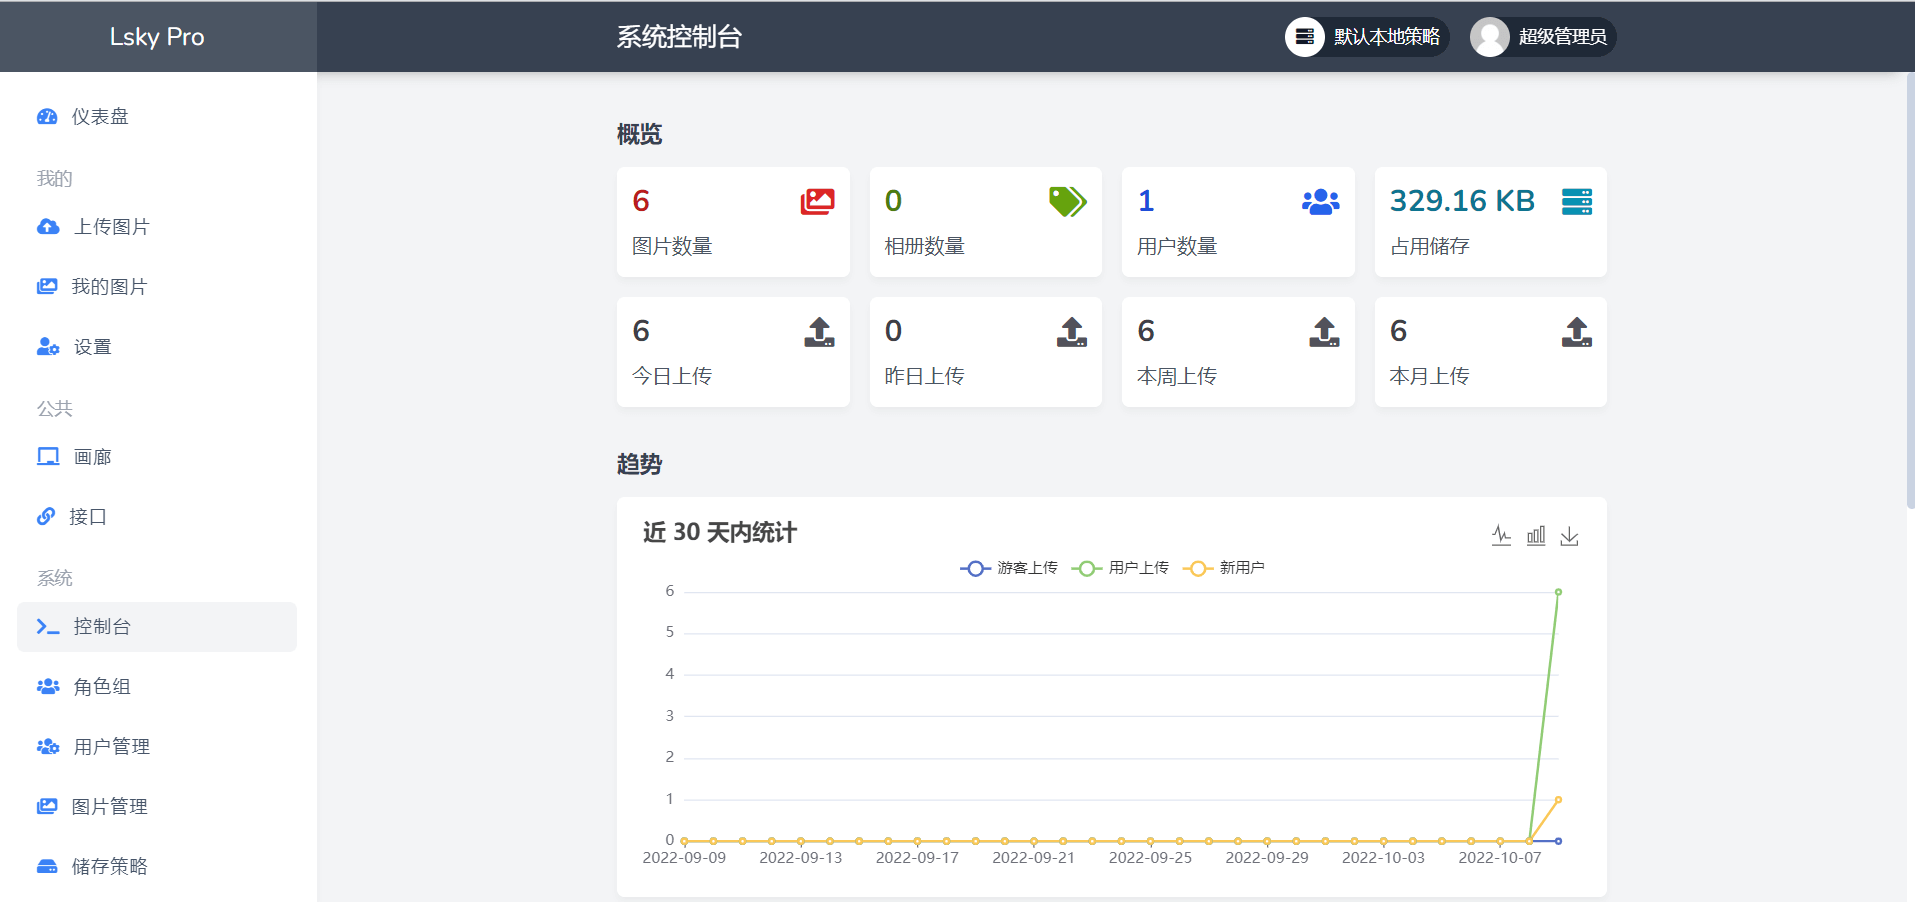 Lsky Pro
系统控制台
默认本地策略
超级管理员
仪表盘
我的
上传图片
我的图片
设置
公共
画廊
接口
系统
控制台
角色组
用户管理
图片管理
储存策略
概览
6
图片数量
0
相册数量
1
用户数量
329.16 KB
占用储存
6
今日上传
0
昨日上传
6
本周上传
6
本月上传
趋势
近 30 天内统计
游客上传 用户上传 新用户
6
5
4
3
2
1
0
2022-09-09 2022-09-13 2022-09-17 2022-09-21 2022-09-25 2022-09-29 2022-10-03 2022-10-07